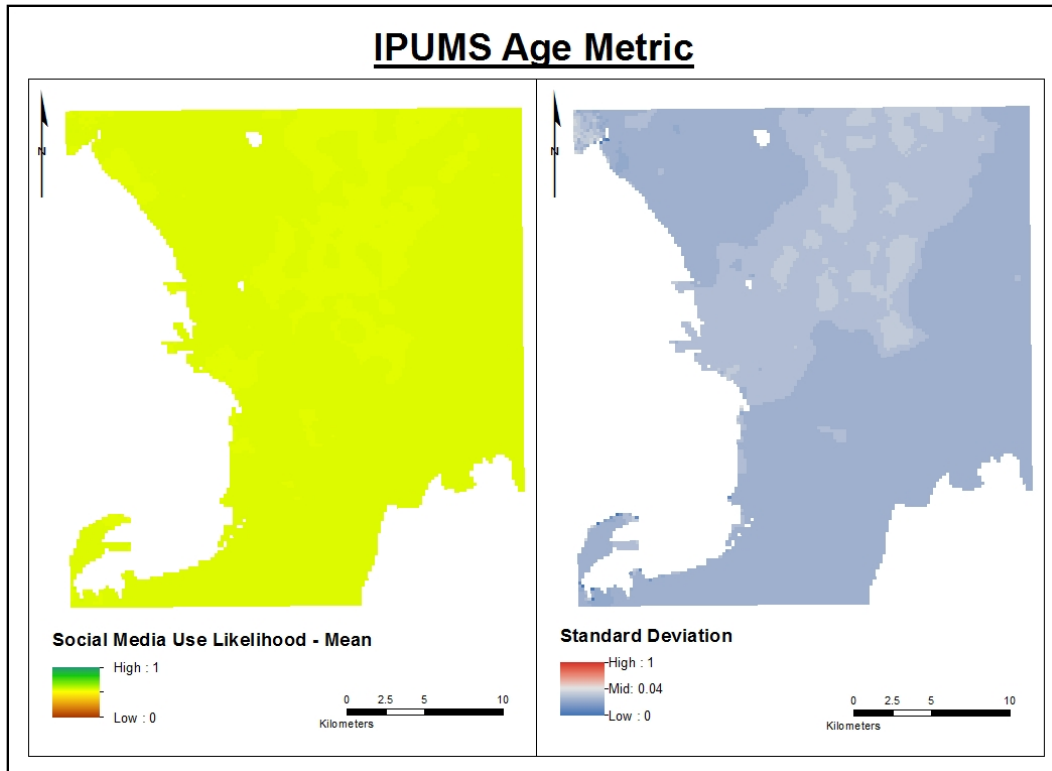 IPUMS Age Metric
N
N
Social Media Use Likelihood - Mean
High : 1
Low : 0
0 2.5 5 10
Kilometers
Standard Deviation
High : 1
Mid: 0.04
Low : 0
0 2.5 5 10
Kilometers